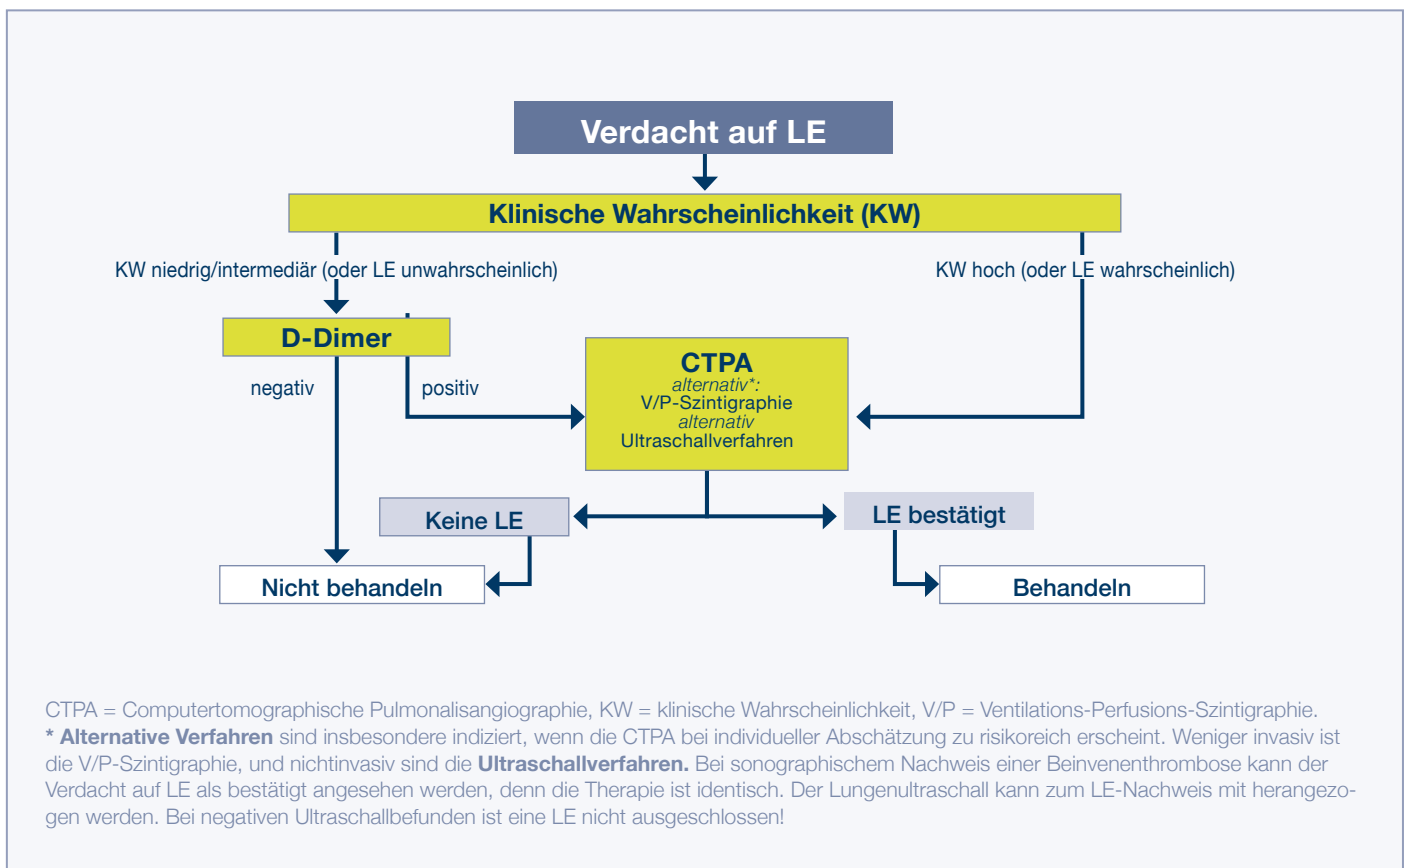 Verdacht auf LE
Klinische Wahrscheinlichkeit (KW)
KW niedrig/intermediär (oder LE unwahrscheinlich)
KW hoch (oder LE wahrscheinlich)
D-Dimer
negativ
positiv
CTPA
alternativ*:
V/P-Szintigraphie
alternativ
Ultraschallverfahren
Keine LE
LE bestätigt
Nicht behandeln
Behandeln
CTPA = Computertomographische Pulmonalisangiographie, KW = klinische Wahrscheinlichkeit, V/P = Ventilations-Perfusions-Szintigraphie.
* Alternative Verfahren sind insbesondere indiziert, wenn die CTPA bei individueller Abschätzung zu risikoreich erscheint. Weniger invasiv ist
die V/P-Szintigraphie, und nichtinvasiv sind die Ultraschallverfahren. Bei sonographischem Nachweis einer Beinvenenthrombose kann der
Verdacht auf LE als bestätigt angesehen werden, denn die Therapie ist identisch. Der Lungenultraschall kann zum LE-Nachweis mit herangezo-
gen werden. Bei negativen Ultraschallbefunden ist eine LE nicht ausgeschlossen!